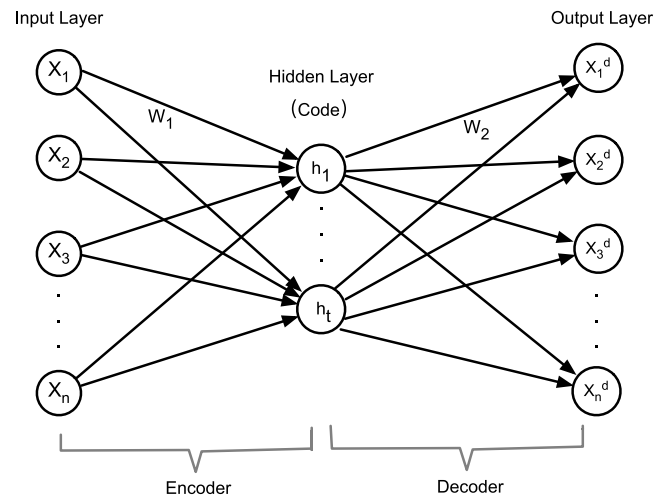 Input Layer
Output Layer
Hidden Layer
(Code)
X1
X2
X3
Xn
W1
W2
h1
ht
X1d
X2d
X3d
Xnd
Encoder
Decoder